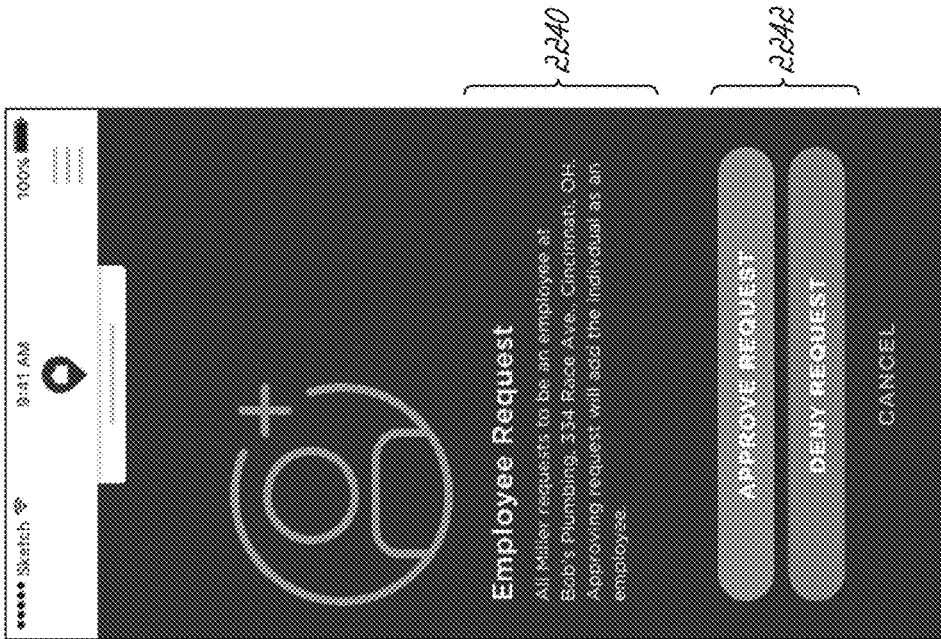 ●●●●● Sketch 9:41 AM 100%
Employee Request
Ali Miller requests to be an employee at
Bob's Plumbing, 334 Race Ave., Cincinnati, OH.
Approving request will add the individual as an
employee.
2240
APPROVE REQUEST
DENY REQUEST
2242
CANCEL